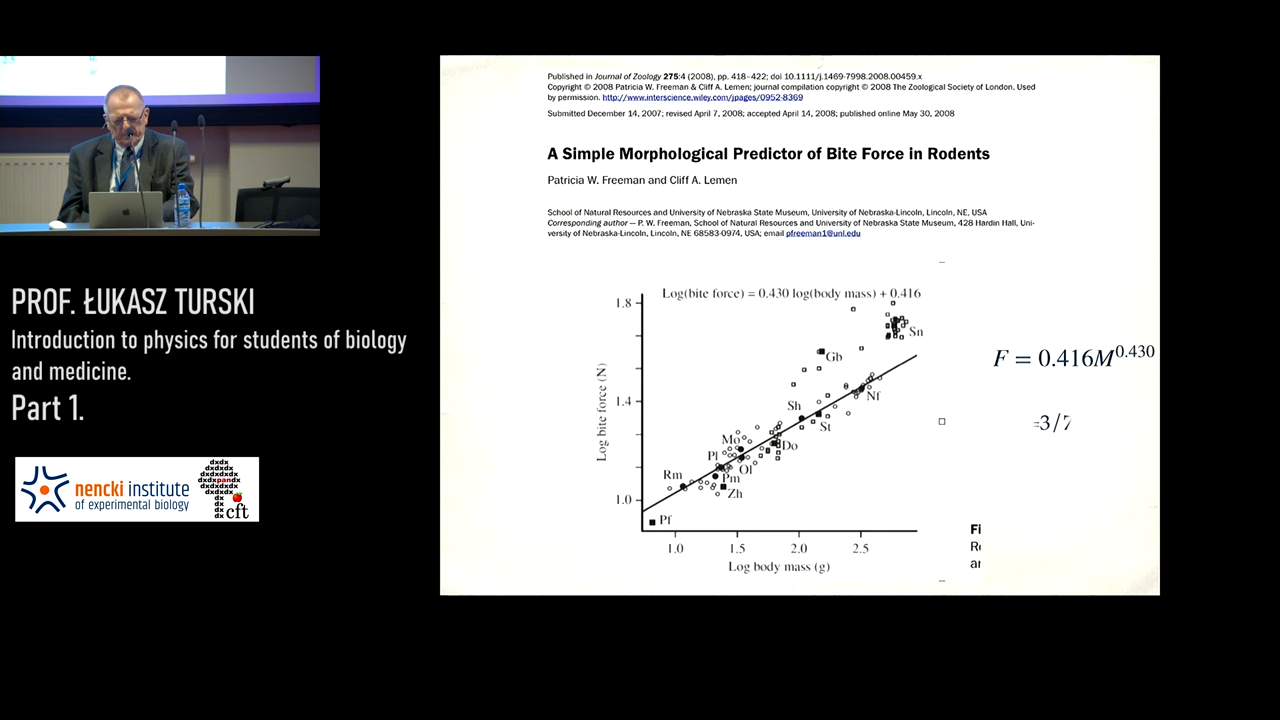 PROF. ŁUKASZ TURSKI
Introduction to physics for students of biology
and medicine.
Part 1.
nencki institute
of experimental biology
dxdx
dxdxdx
dxdxpandx
dxdxdx
dxdx
dx
dx
dx
dx
cft
Published in Journal of Zoology 275:4 (2008), pp. 418–422; doi 10.1111/j.1469-7998.2008.00459.x
Copyright © 2008 Patricia W. Freeman & Cliff A. Lemen; journal compilation copyright © 2008 The Zoological Society of London. Used
by permission. http://www.interscience.wiley.com/jpages/0952-8369
Submitted December 14, 2007; revised April 7, 2008; accepted April 14, 2008; published online May 30, 2008
A Simple Morphological Predictor of Bite Force in Rodents
Patricia W. Freeman and Cliff A. Lemen
School of Natural Resources and University of Nebraska State Museum, University of Nebraska-Lincoln, Lincoln, NE, USA
Corresponding author — P. W. Freeman, School of Natural Resources and University of Nebraska State Museum, 428 Hardin Hall, Uni-
versity of Nebraska-Lincoln, Lincoln, NE 68583-0974, USA; email pfreeman1@unl.edu
Log(bite force) = 0.430 log(body mass) + 0.416
1.8
Sn
Gb
Log bite force (N)
1.4
Nf
Sh
St
Mo
Do
Pl
Ol
Rm
Pm
Zh
1.0
Pf
1.0 1.5 2.0 2.5
Log body mass (g)
F = 0.416M^0.430
=3/7
Fi
R
ar